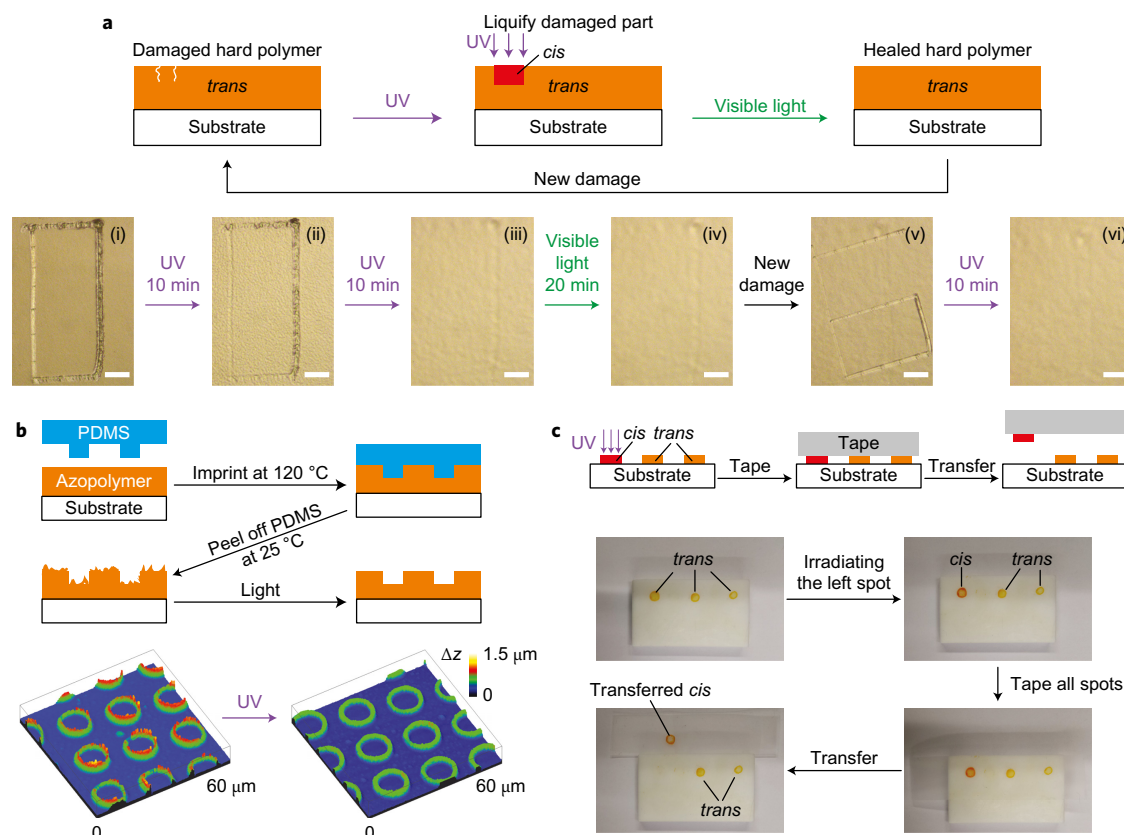 a
Damaged hard polymer
trans
Substrate
UV
Liquify damaged part
UV
cis
trans
Substrate
Visible light
Healed hard polymer
trans
Substrate
New damage
(i)
UV
10 min
(ii)
UV
10 min
(iii)
Visible
light
20 min
(iv)
New
damage
(v)
UV
10 min
(vi)
b
PDMS
Azopolymer
Substrate
Imprint at 120 °C
Peel off PDMS
at 25 °C
Light
Δz
1.5 μm
0
UV
60 μm
0
60 μm
0
c
UV
cis
trans
Substrate
Tape
Tape
Substrate
Transfer
Substrate
trans
Irradiating
the left spot
cis
trans
Tape all spots
Transferred cis
trans
Transfer